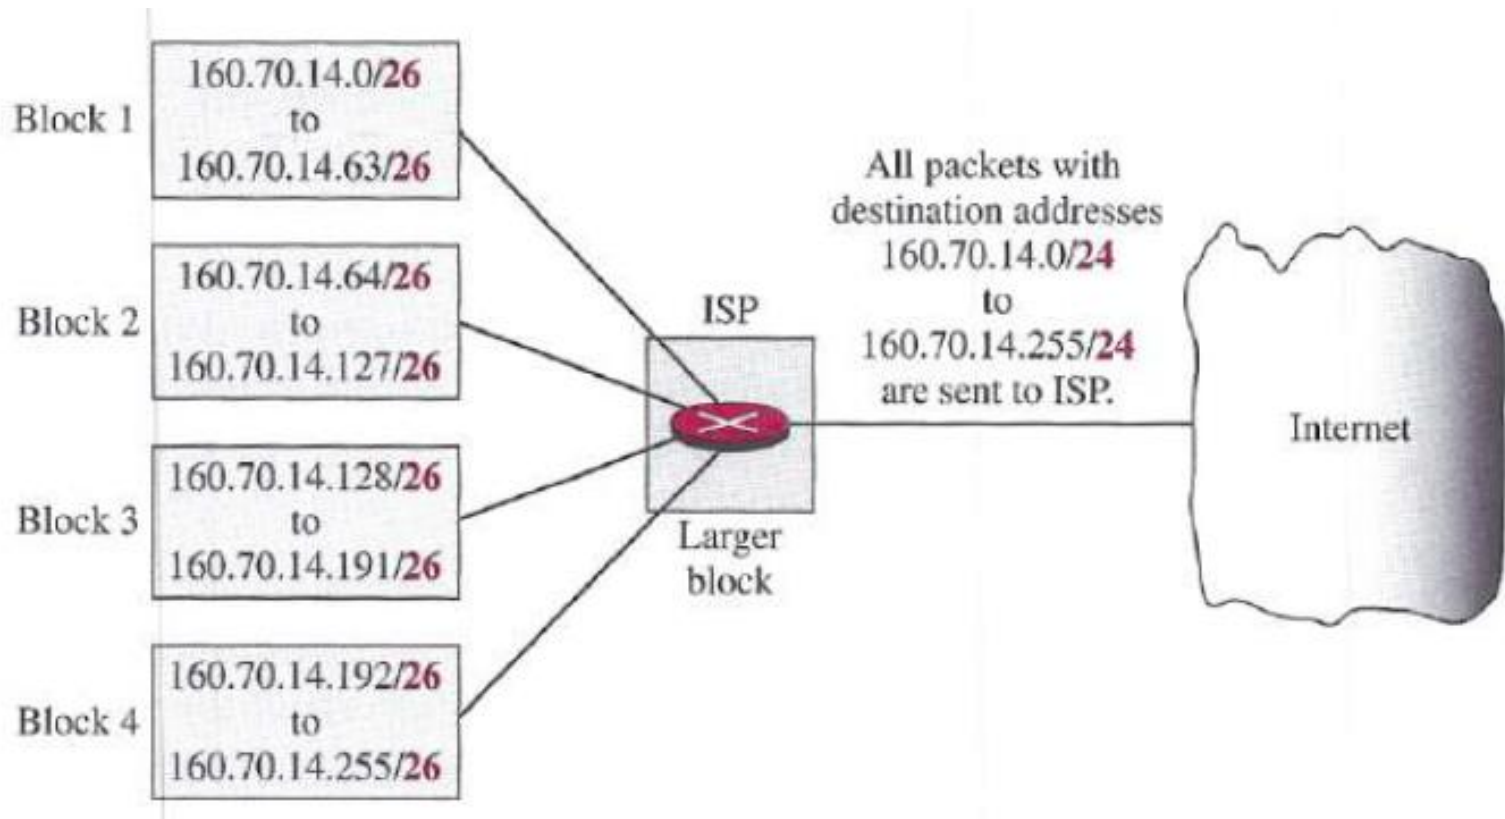 Block 1
160.70.14.0/26
to
160.70.14.63/26
Block 2
160.70.14.64/26
to
160.70.14.127/26
Block 3
160.70.14.128/26
to
160.70.14.191/26
Block 4
160.70.14.192/26
to
160.70.14.255/26
ISP
Larger
block
All packets with
destination addresses
160.70.14.0/24
to
160.70.14.255/24
are sent to ISP.
Internet